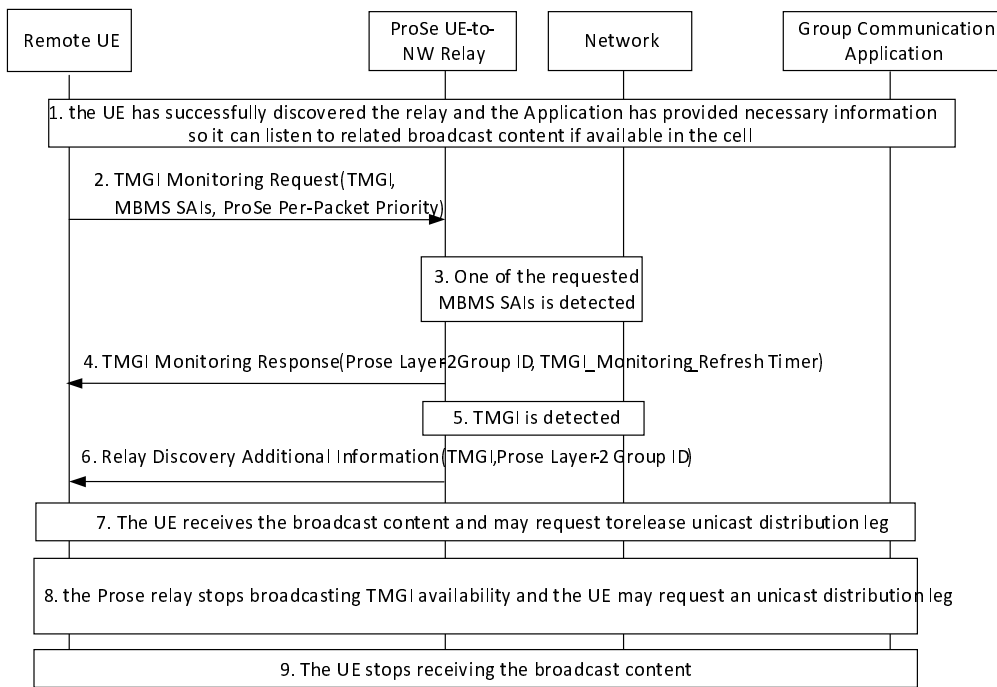 Remote UE
ProSe UE-to-
NW Relay
Network
Group Communication
Application
1. the UE has successfully discovered the relay and the Application has provided necessary information
so it can listen to related broadcast content if available in the cell
2. TMGI Monitoring Request(TMGI,
MBMS SAIs, ProSe Per-Packet Priority)
3. One of the requested
MBMS SAIs is detected
4. TMGI Monitoring Response(Prose Layer-2Group ID, TMGI_Monitoring_Refresh Timer)
5. TMGI is detected
6. Relay Discovery Additional Information(TMGI,Prose Layer-2 Group ID)
7. The UE receives the broadcast content and may request torelease unicast distribution leg
8. the Prose relay stops broadcasting TMGI availability and the UE may request an unicast distribution leg
9. The UE stops receiving the broadcast content